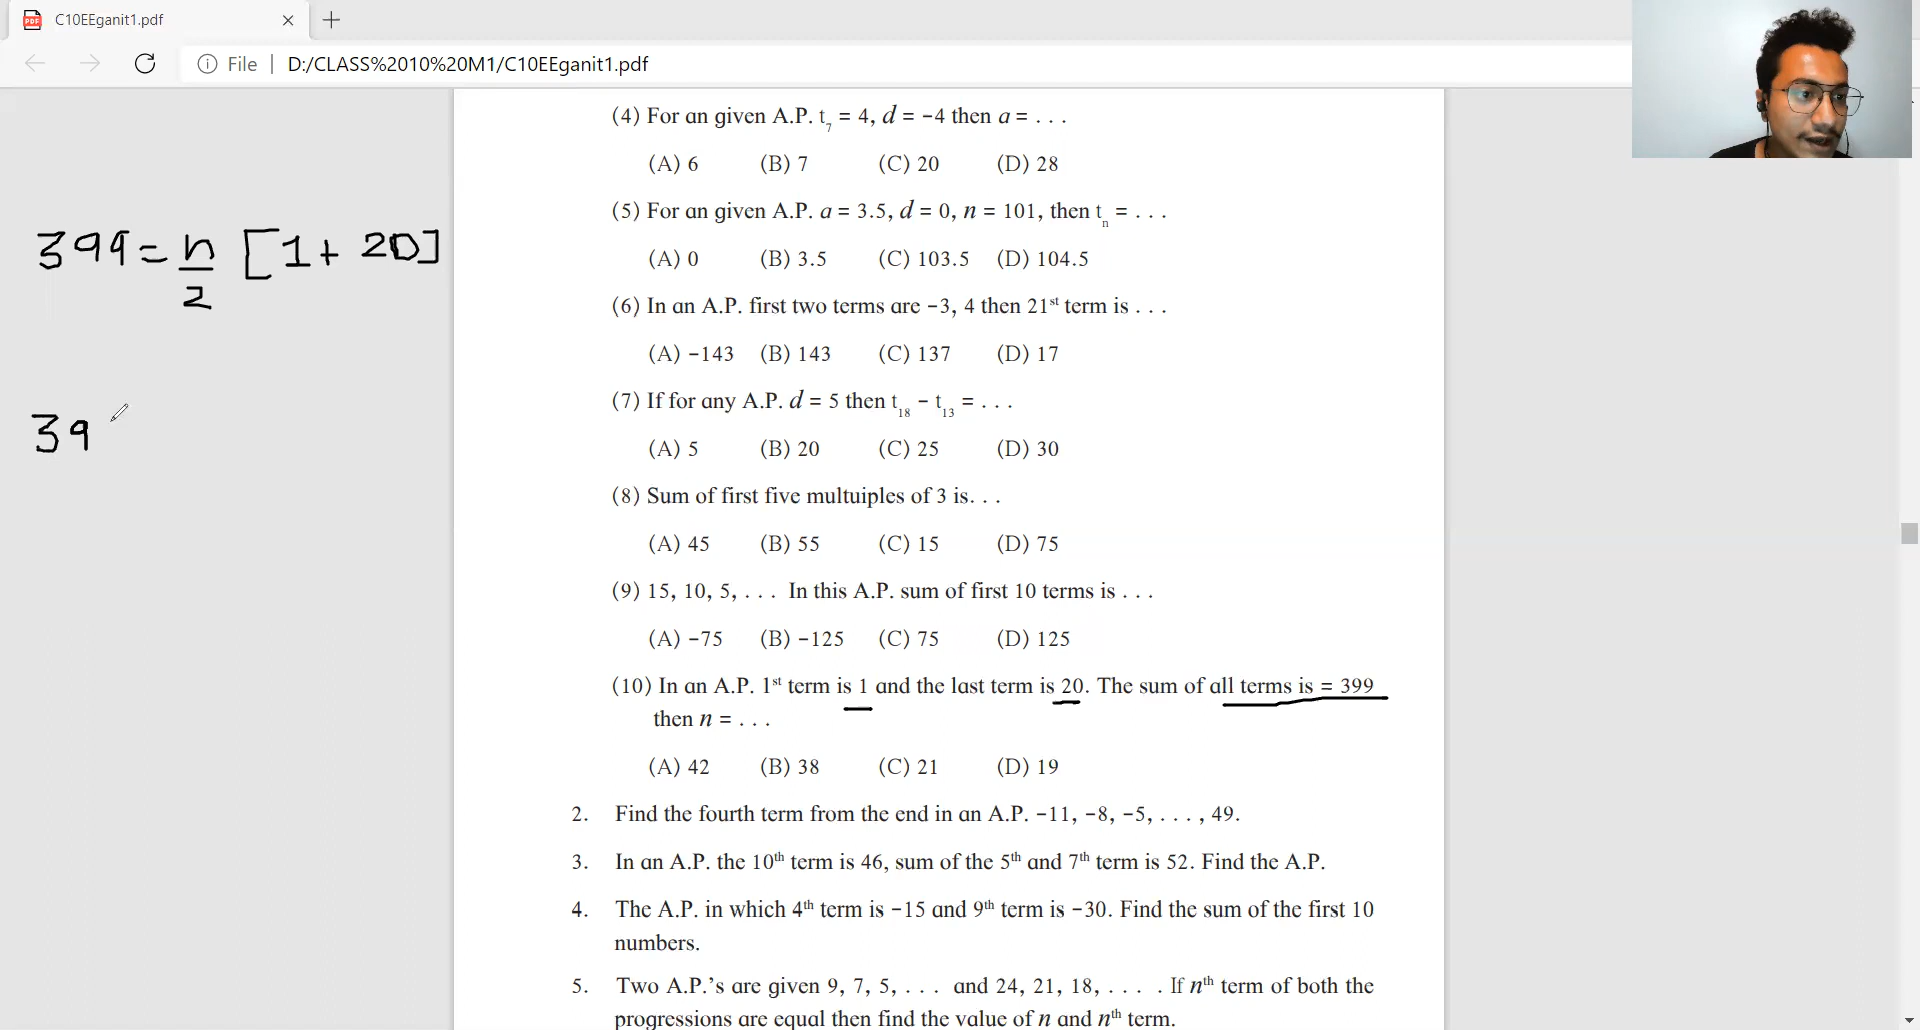 C10EEganit1.pdf
File | D:/CLASS%2010%20M1/C10EEganit1.pdf
399 = n/2 [1 + 20]
39
(4) For an given A.P. t₇ = 4, d = −4 then a = . . .
(A) 6 (B) 7 (C) 20 (D) 28
(5) For an given A.P. a = 3.5, d = 0, n = 101, then tₙ = . . .
(A) 0 (B) 3.5 (C) 103.5 (D) 104.5
(6) In an A.P. first two terms are −3, 4 then 21ˢᵗ term is . . .
(A) −143 (B) 143 (C) 137 (D) 17
(7) If for any A.P. d = 5 then t₁₈ − t₁₃ = . . .
(A) 5 (B) 20 (C) 25 (D) 30
(8) Sum of first five multuiples of 3 is. . .
(A) 45 (B) 55 (C) 15 (D) 75
(9) 15, 10, 5, . . . In this A.P. sum of first 10 terms is . . .
(A) −75 (B) −125 (C) 75 (D) 125
(10) In an A.P. 1ˢᵗ term is 1 and the last term is 20. The sum of all terms is = 399
then n = . . .
(A) 42 (B) 38 (C) 21 (D) 19
2. Find the fourth term from the end in an A.P. −11, −8, −5, . . . , 49.
3. In an A.P. the 10ᵗʰ term is 46, sum of the 5ᵗʰ and 7ᵗʰ term is 52. Find the A.P.
4. The A.P. in which 4ᵗʰ term is −15 and 9ᵗʰ term is −30. Find the sum of the first 10
numbers.
5. Two A.P.'s are given 9, 7, 5, . . . and 24, 21, 18, . . . . If nᵗʰ term of both the
progressions are equal then find the value of n and nᵗʰ term.